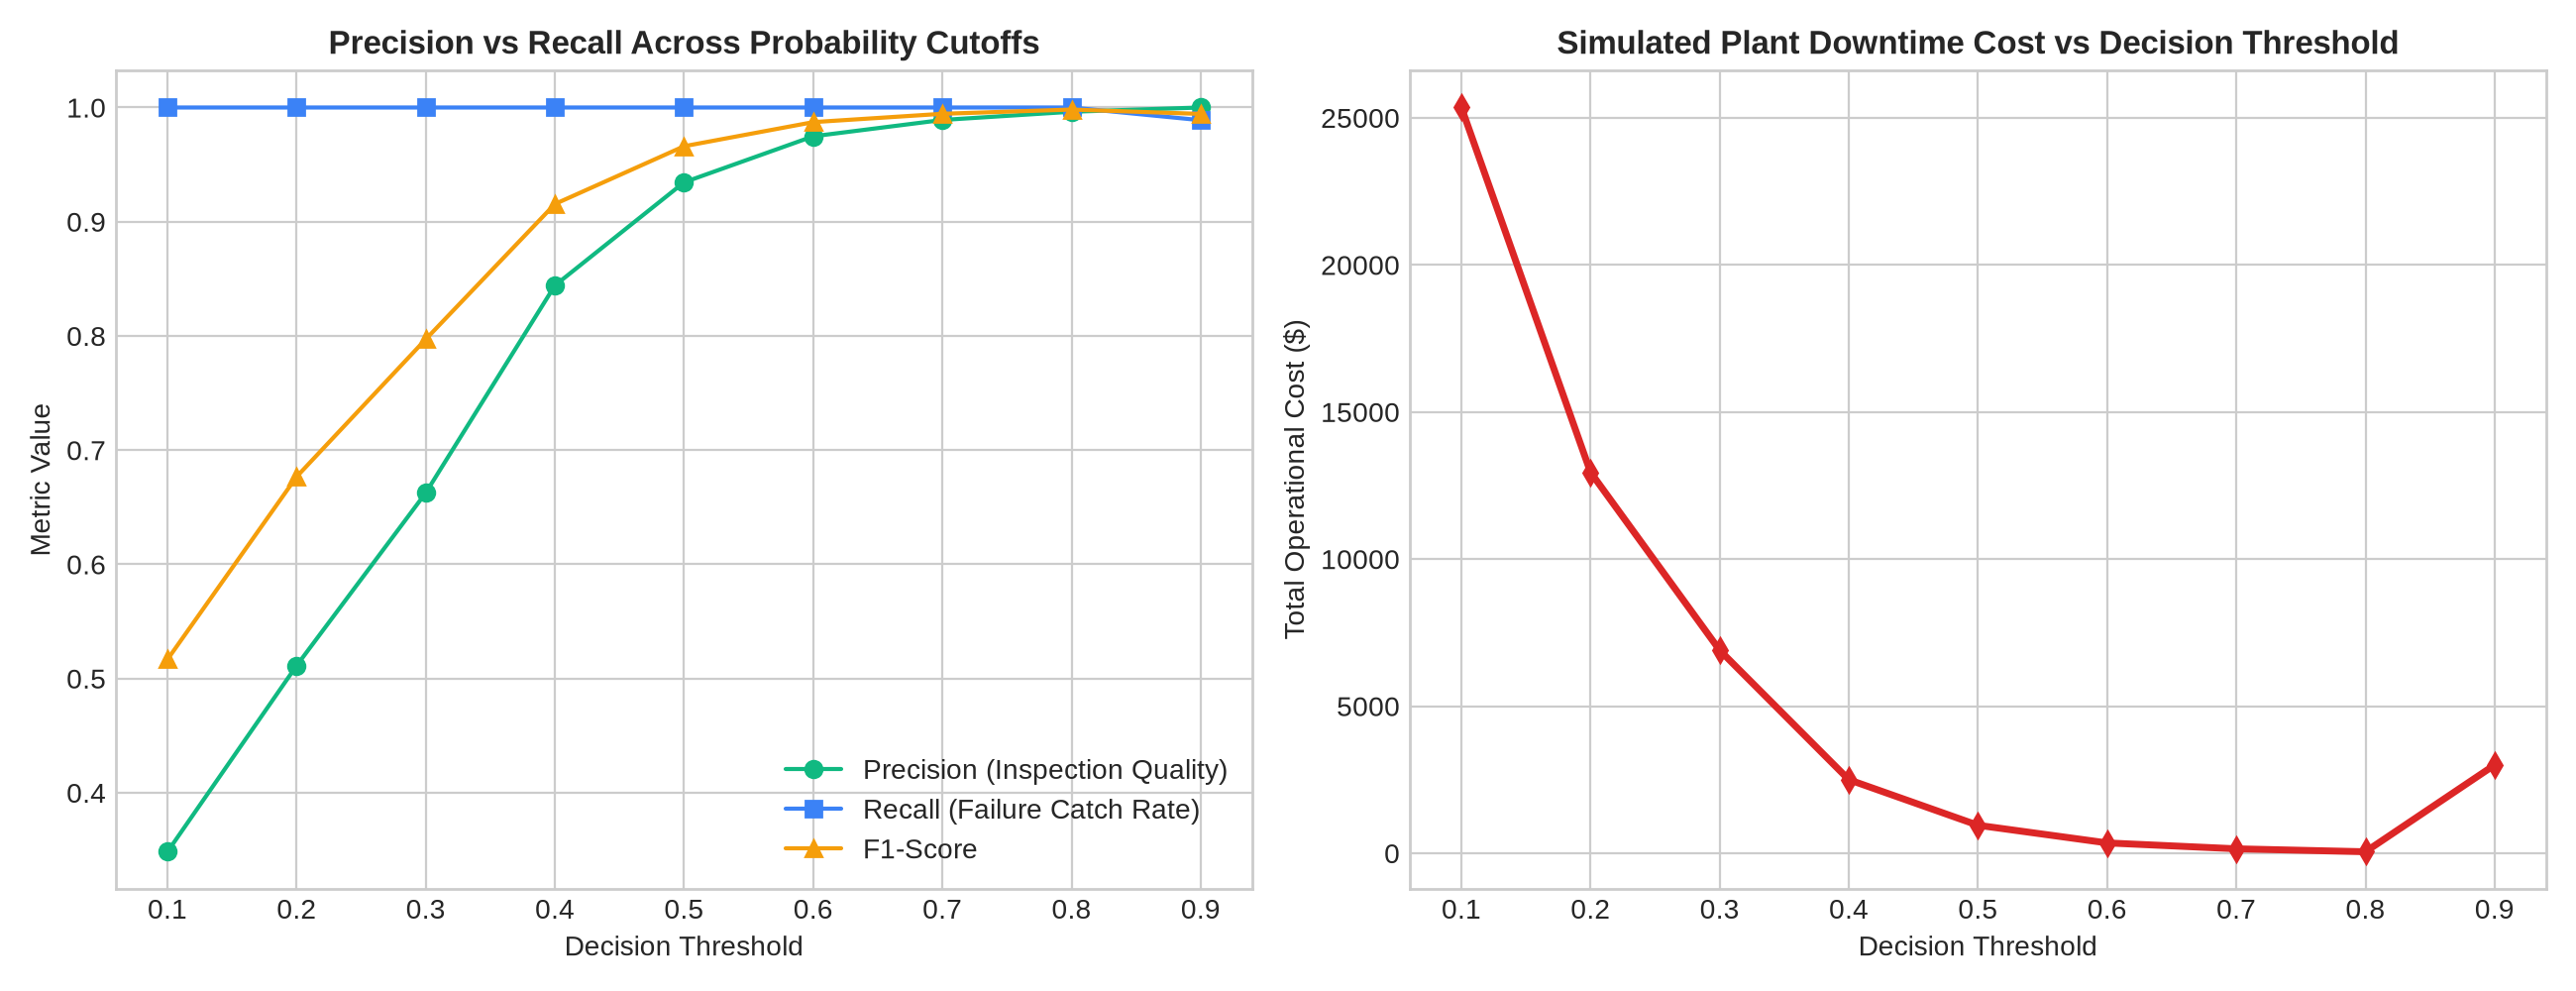 Precision vs Recall Across Probability Cutoffs
Metric Value
1.0
0.9
0.8
0.7
0.6
0.5
0.4
Precision (Inspection Quality)
Recall (Failure Catch Rate)
F1-Score
0.1 0.2 0.3 0.4 0.5 0.6 0.7 0.8 0.9
Decision Threshold
Simulated Plant Downtime Cost vs Decision Threshold
Total Operational Cost ($)
25000
20000
15000
10000
5000
0
0.1 0.2 0.3 0.4 0.5 0.6 0.7 0.8 0.9
Decision Threshold